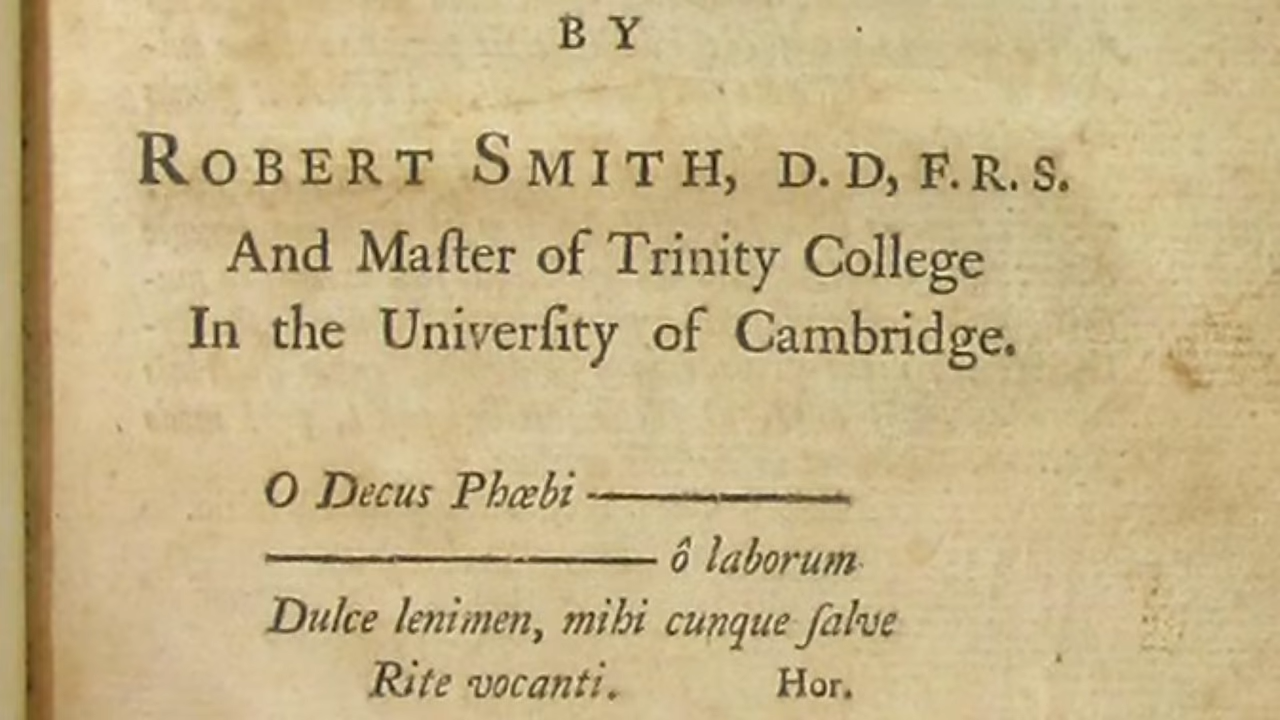 BY
ROBERT SMITH, D. D, F. R. S.
And Maſter of Trinity College
In the Univerſity of Cambridge.
O Decus Phœbi ————
———— ô laborum
Dulce lenimen, mihi cunque ſalve
Rite vocanti. Hor.